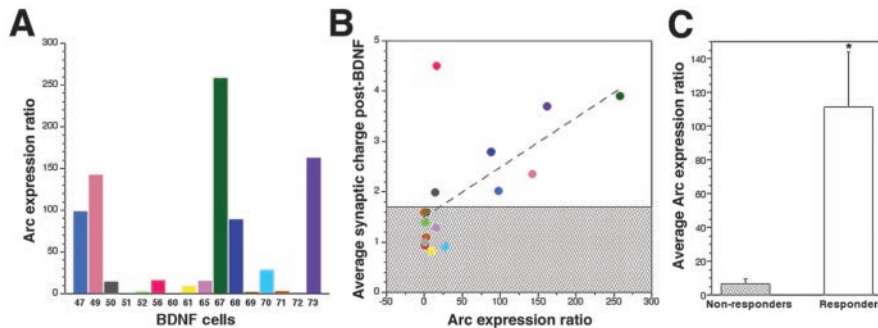 A
Arc expression ratio
300
250
200
150
100
50
0
47 49 50 51 52 56 60 61 65 67 68 69 70 71 72 73
BDNF cells
B
Average synaptic charge post-BDNF
5
4
3
2
1
0
-50 0 50 100 150 200 250 300
Arc expression ratio
C
Average Arc expression ratio
140
120
100
80
60
40
20
0
*
Non-responders Responders